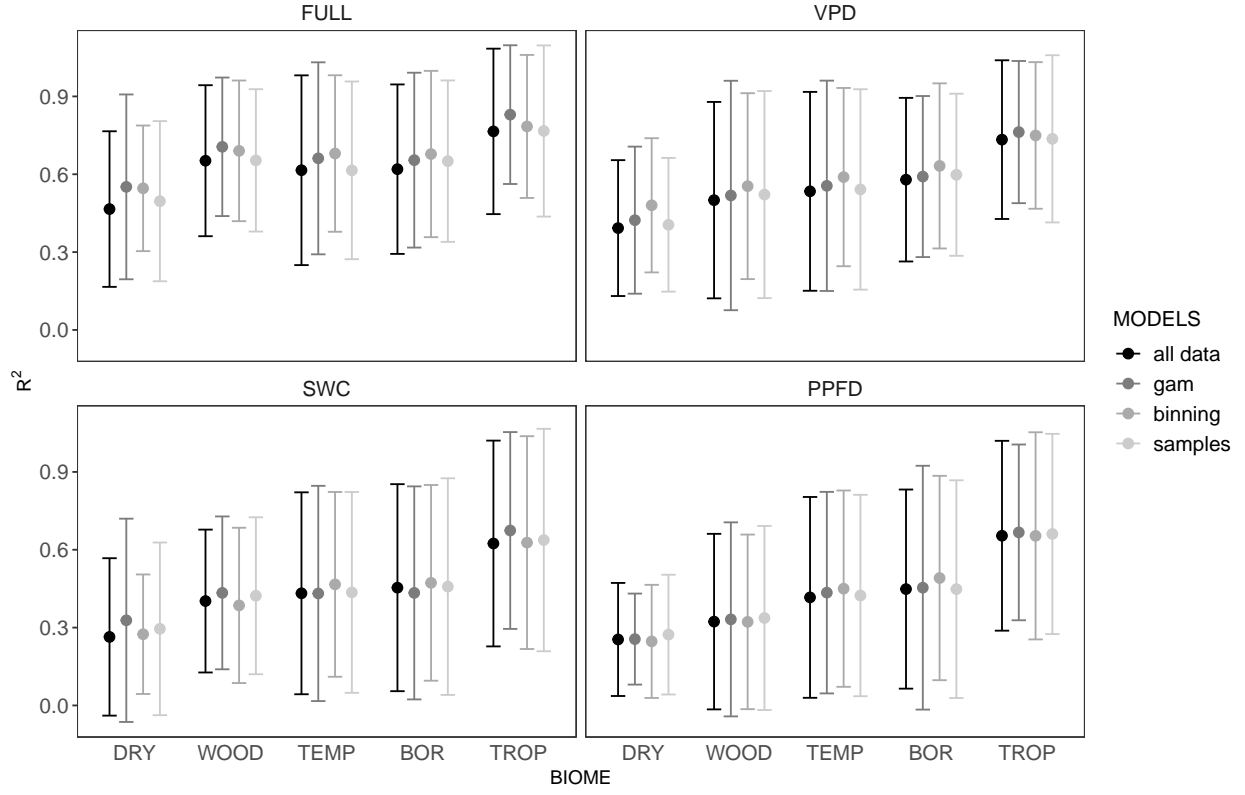 FULL
VPD
0.9
0.6
0.3
0.0
SWC
PPFD
0.9
0.6
0.3
0.0
DRY WOOD TEMP BOR TROP
DRY WOOD TEMP BOR TROP
BIOME
R²
MODELS
all data
gam
binning
samples